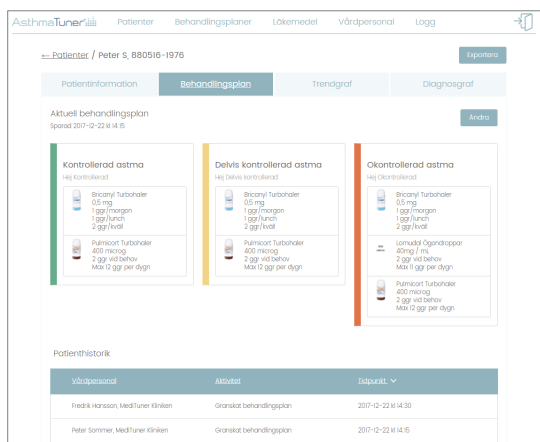 AsthmaTuner Patienter Behandlingsplaner Läkemedel Vårdpersonal Logg
← Patienter / Peter S, 880516-1976 Exportera
Patientinformation Behandlingsplan Trendgraf Diagnosgraf
Aktuell behandlingsplan Ändra
Sparad 2017-12-22 kl 14:15
Kontrollerad astma
Hej Kontrollerad
Bricanyl Turbohaler
0,5 mg
1 ggr/morgon
1 ggr/lunch
2 ggr/kväll
Pulmicort Turbohaler
400 microg
2 ggr vid behov
Max 12 ggr per dygn
Delvis kontrollerad astma
Hej Delvis kontrollerad
Bricanyl Turbohaler
0,5 mg
1 ggr/morgon
1 ggr/lunch
2 ggr/kväll
Pulmicort Turbohaler
400 microg
2 ggr vid behov
Max 12 ggr per dygn
Okontrollerad astma
Hej Okontrollerad
Bricanyl Turbohaler
0,5 mg
1 ggr/morgon
1 ggr/lunch
2 ggr/kväll
Lomudal Ögondroppar
40mg / mL
2 ggr vid behov
Max 11 ggr per dygn
Pulmicort Turbohaler
400 microg
2 ggr vid behov
Max 12 ggr per dygn
Patienthistorik
Vårdpersonal Aktivitet Tidpunkt
Fredrik Hansson, MediTuner Kliniken Granskat behandlingsplan 2017-12-22 kl 14:30
Peter Sommer, MediTuner Kliniken Granskat behandlingsplan 2017-12-22 kl 14:15